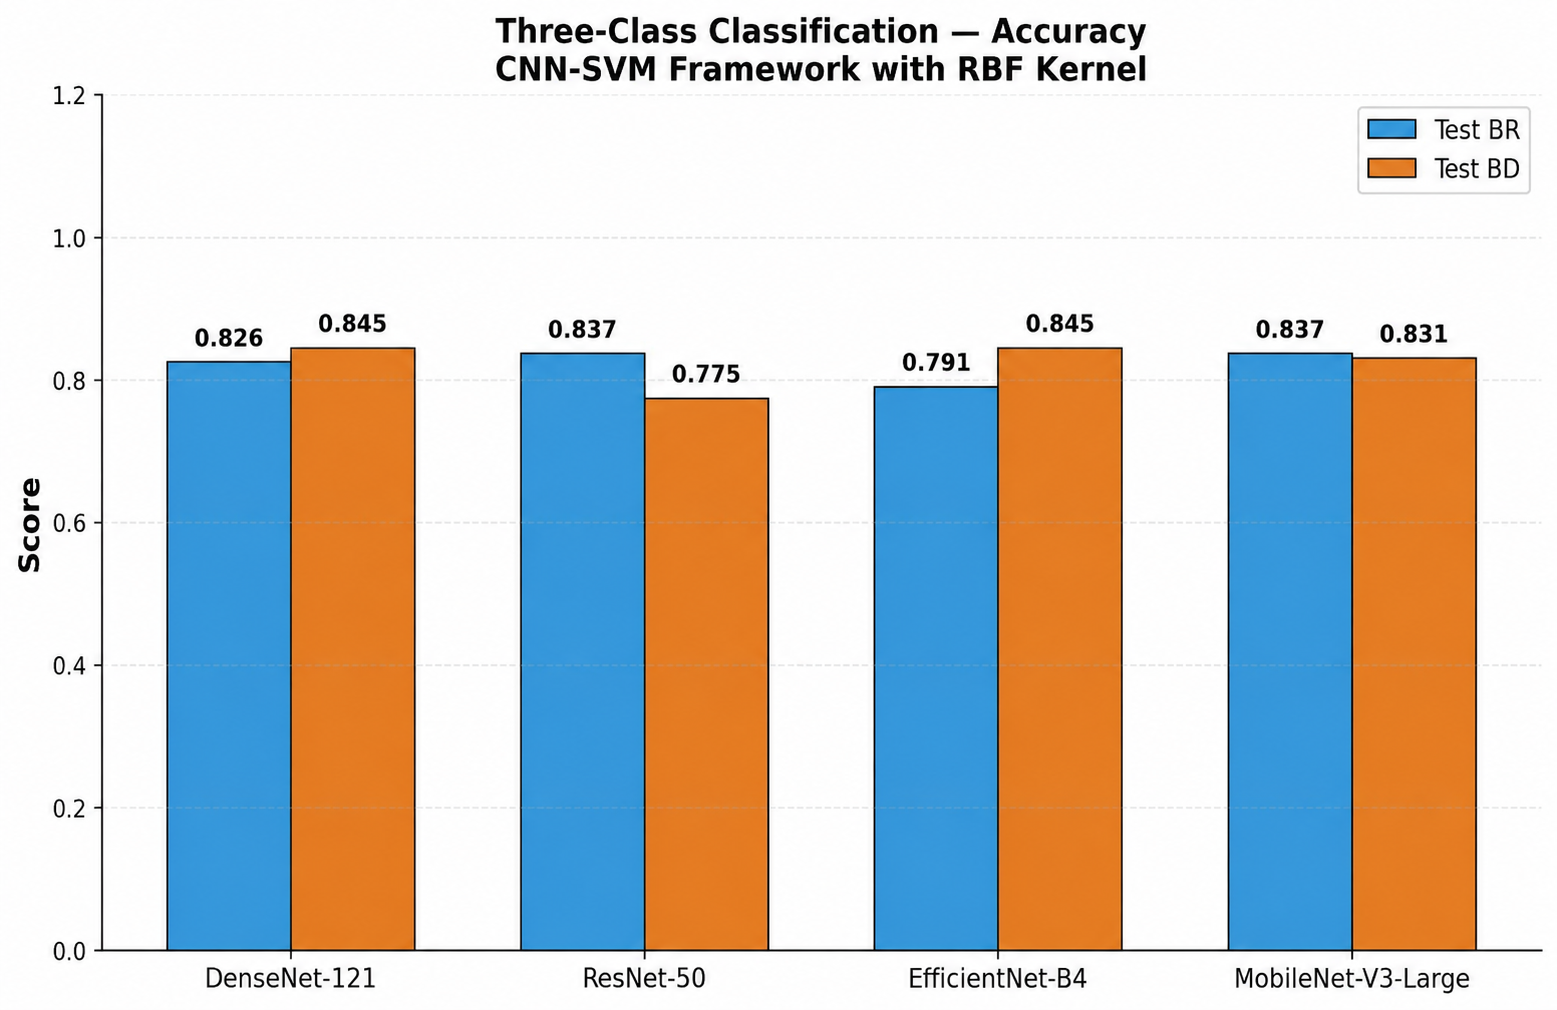 Three-Class Classification — Accuracy
CNN-SVM Framework with RBF Kernel
Test BR
Test BD
Score
1.2
1.0
0.8
0.6
0.4
0.2
0.0
0.826
0.845
0.837
0.775
0.791
0.845
0.837
0.831
DenseNet-121
ResNet-50
EfficientNet-B4
MobileNet-V3-Large